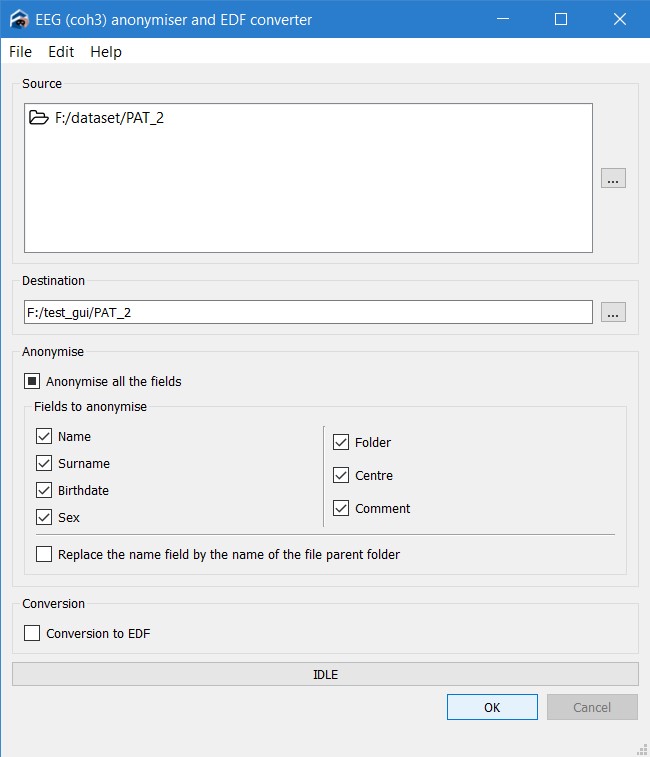 EEG (coh3) anonymiser and EDF converter
File Edit Help
Source
F:/dataset/PAT_2
...
Destination
F:/test_gui/PAT_2
...
Anonymise
Anonymise all the fields
Fields to anonymise
Name
Surname
Birthdate
Sex
Folder
Centre
Comment
Replace the name field by the name of the file parent folder
Conversion
Conversion to EDF
IDLE
OK Cancel